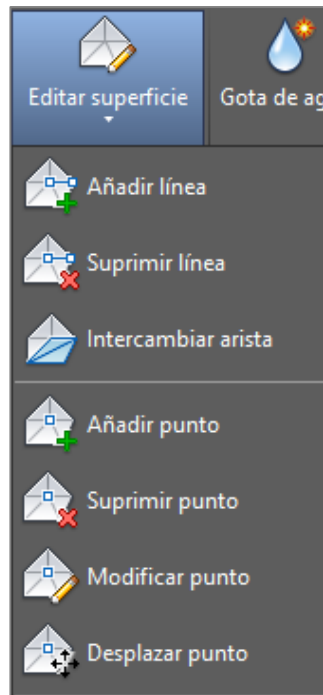 Editar superficie
Gota de ag
Añadir línea
Suprimir línea
Intercambiar arista
Añadir punto
Suprimir punto
Modificar punto
Desplazar punto